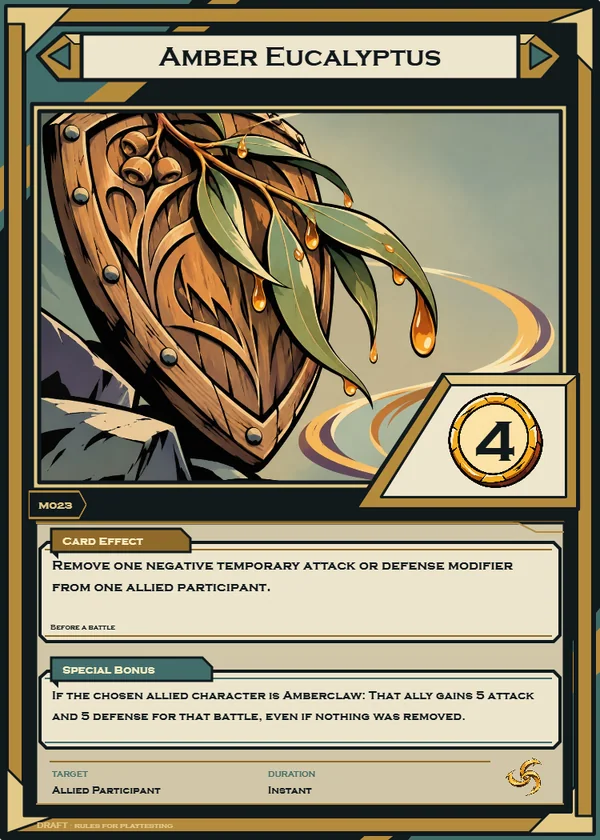 Amber Eucalyptus
4
M023
Card Effect
Remove one negative temporary attack or defense modifier
from one allied participant.
Before a battle
Special Bonus
If the chosen allied character is Amberclaw: That ally gains 5 attack
and 5 defense for that battle, even if nothing was removed.
Target
Duration
Allied Participant
Instant
DRAFT · Rules for playtesting